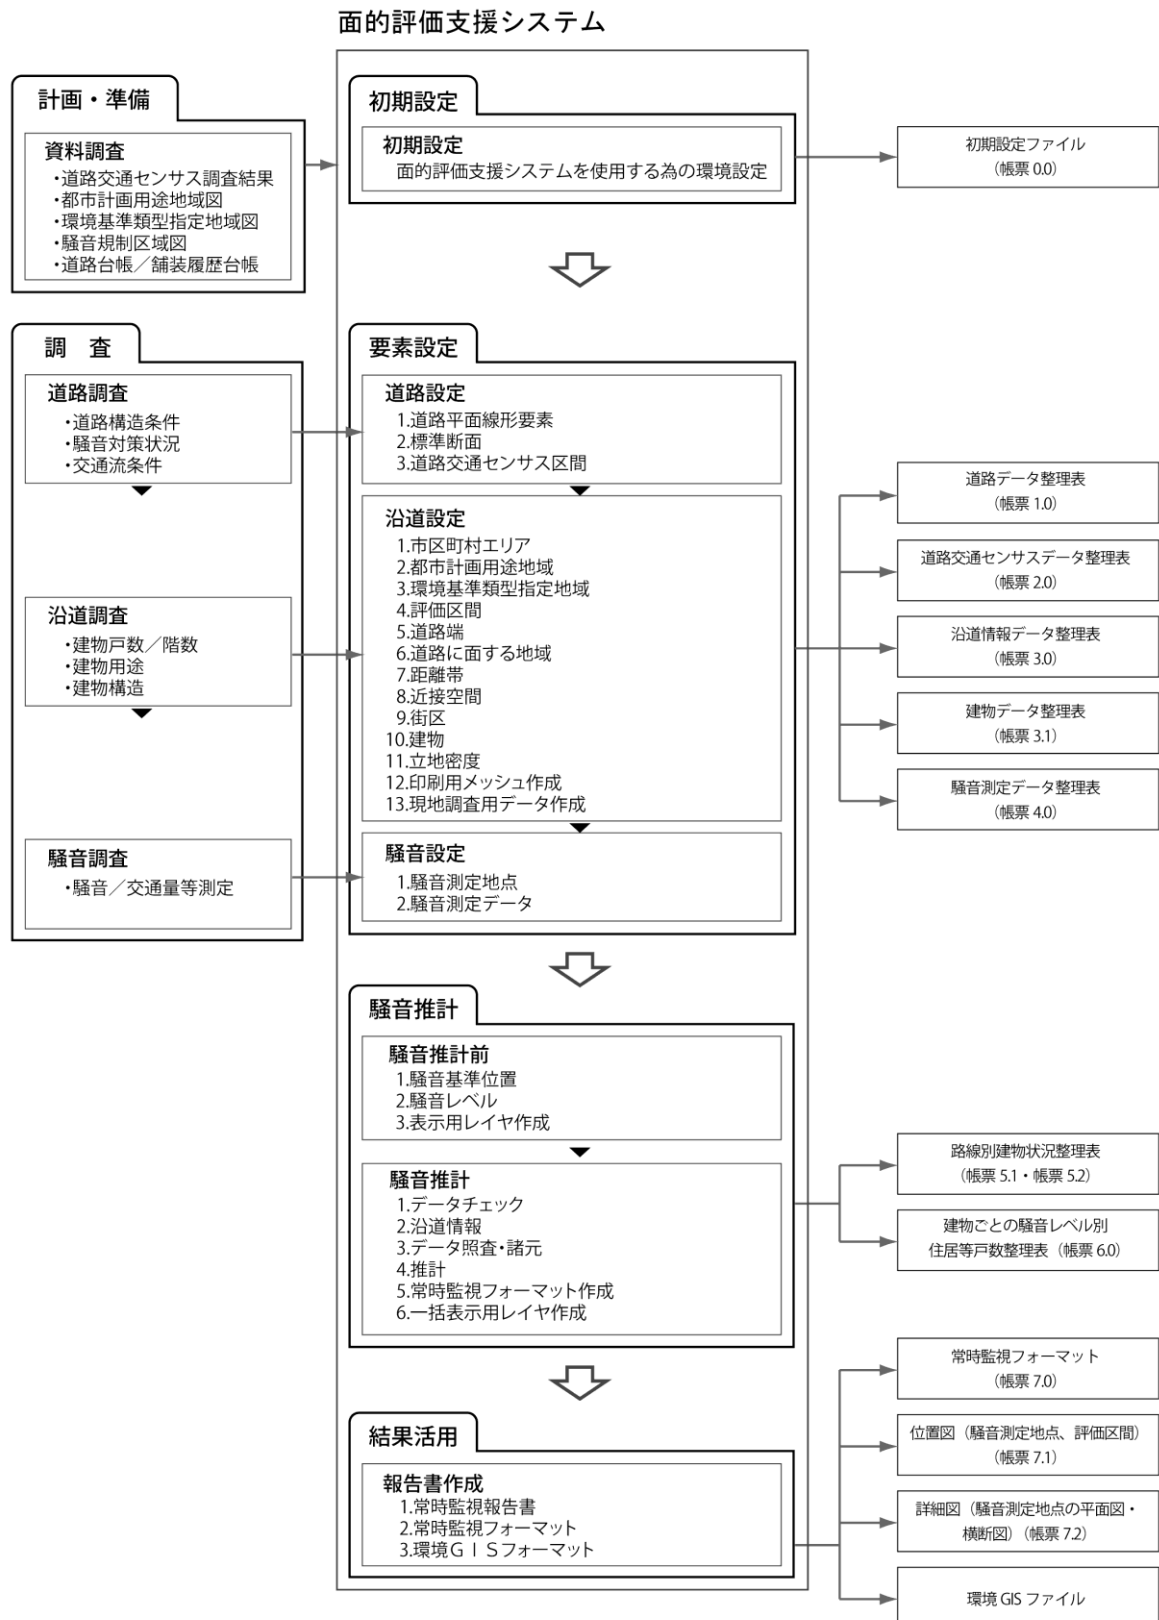 面的評価支援システム
計画・準備
資料調査
・道路交通センサス調査結果
・都市計画用途地域図
・環境基準類型指定地域図
・騒音規制区域図
・道路台帳／舗装履歴台帳
初期設定
初期設定
面的評価支援システムを使用する為の環境設定
初期設定ファイル
（帳票 0.0）
調　査
道路調査
・道路構造条件
・騒音対策状況
・交通流条件
沿道調査
・建物戸数／階数
・建物用途
・建物構造
騒音調査
・騒音／交通量等測定
要素設定
道路設定
1.道路平面線形要素
2.標準断面
3.道路交通センサス区間
沿道設定
1.市区町村エリア
2.都市計画用途地域
3.環境基準類型指定地域
4.評価区間
5.道路端
6.道路に面する地域
7.距離帯
8.近接空間
9.街区
10.建物
11.立地密度
12.印刷用メッシュ作成
13.現地調査用データ作成
騒音設定
1.騒音測定地点
2.騒音測定データ
道路データ整理表
（帳票 1.0）
道路交通センサスデータ整理表
（帳票 2.0）
沿道情報データ整理表
（帳票 3.0）
建物データ整理表
（帳票 3.1）
騒音測定データ整理表
（帳票 4.0）
騒音推計
騒音推計前
1.騒音基準位置
2.騒音レベル
3.表示用レイヤ作成
騒音推計
1.データチェック
2.沿道情報
3.データ照査・諸元
4.推計
5.常時監視フォーマット作成
6.一括表示用レイヤ作成
路線別建物状況整理表
（帳票 5.1・帳票 5.2）
建物ごとの騒音レベル別
住居等戸数整理表（帳票 6.0）
結果活用
報告書作成
1.常時監視報告書
2.常時監視フォーマット
3.環境ＧＩＳフォーマット
常時監視フォーマット
（帳票 7.0）
位置図（騒音測定地点、評価区間）
（帳票 7.1）
詳細図（騒音測定地点の平面図・
横断図）（帳票 7.2）
環境 GIS ファイル